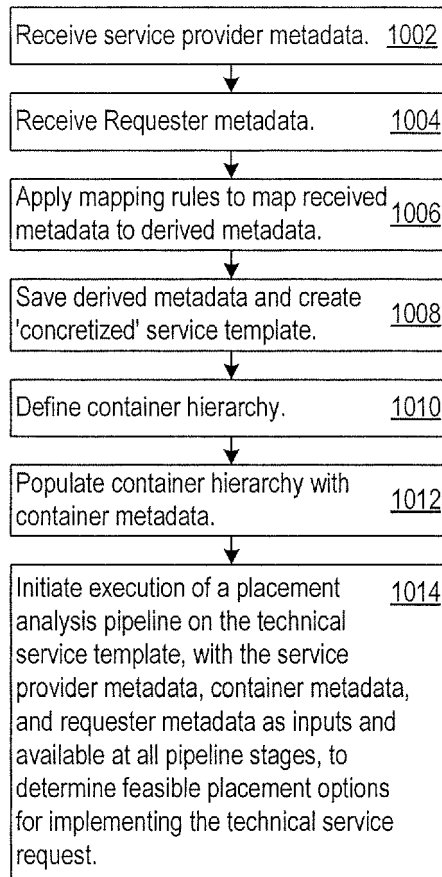 Receive service provider metadata. 1002
Receive Requester metadata. 1004
Apply mapping rules to map received
metadata to derived metadata. 1006
Save derived metadata and create
'concretized' service template. 1008
Define container hierarchy. 1010
Populate container hierarchy with
container metadata. 1012
Initiate execution of a placement 1014
analysis pipeline on the technical
service template, with the service
provider metadata, container metadata,
and requester metadata as inputs and
available at all pipeline stages, to
determine feasible placement options
for implementing the technical service
request.